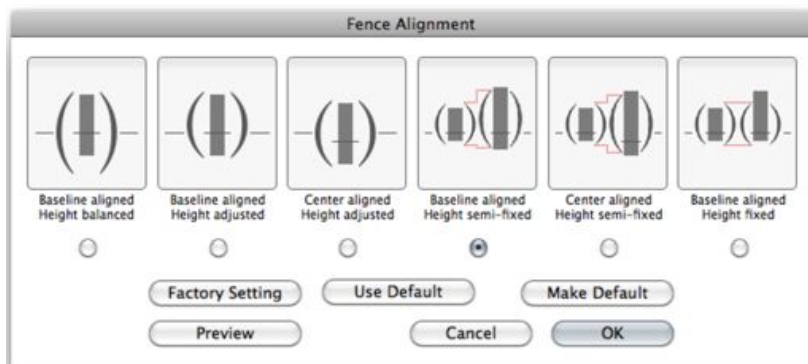 Fence Alignment
Baseline aligned
Height balanced
Baseline aligned
Height adjusted
Center aligned
Height adjusted
Baseline aligned
Height semi-fixed
Center aligned
Height semi-fixed
Baseline aligned
Height fixed
Factory Setting
Use Default
Make Default
Preview
Cancel
OK